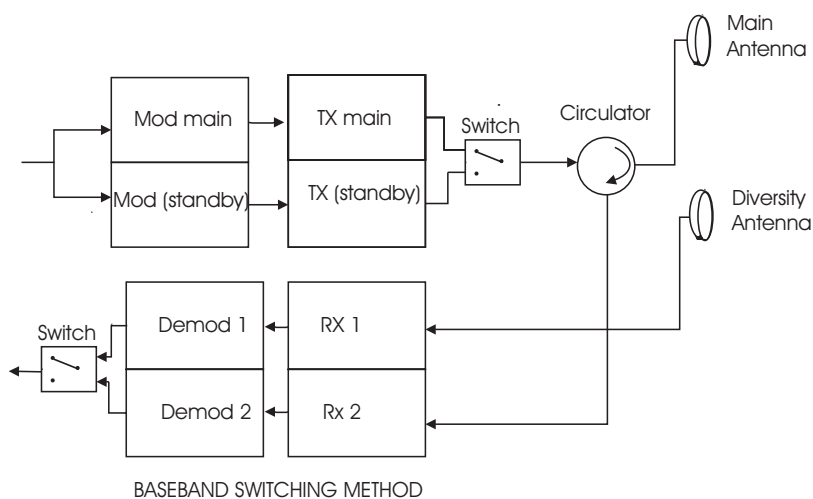 Main
Antenna
Mod main
TX main
Switch
Circulator
Mod (standby)
TX (standby)
Diversity
Antenna
Switch
Demod 1
RX 1
Demod 2
Rx 2
BASEBAND SWITCHING METHOD